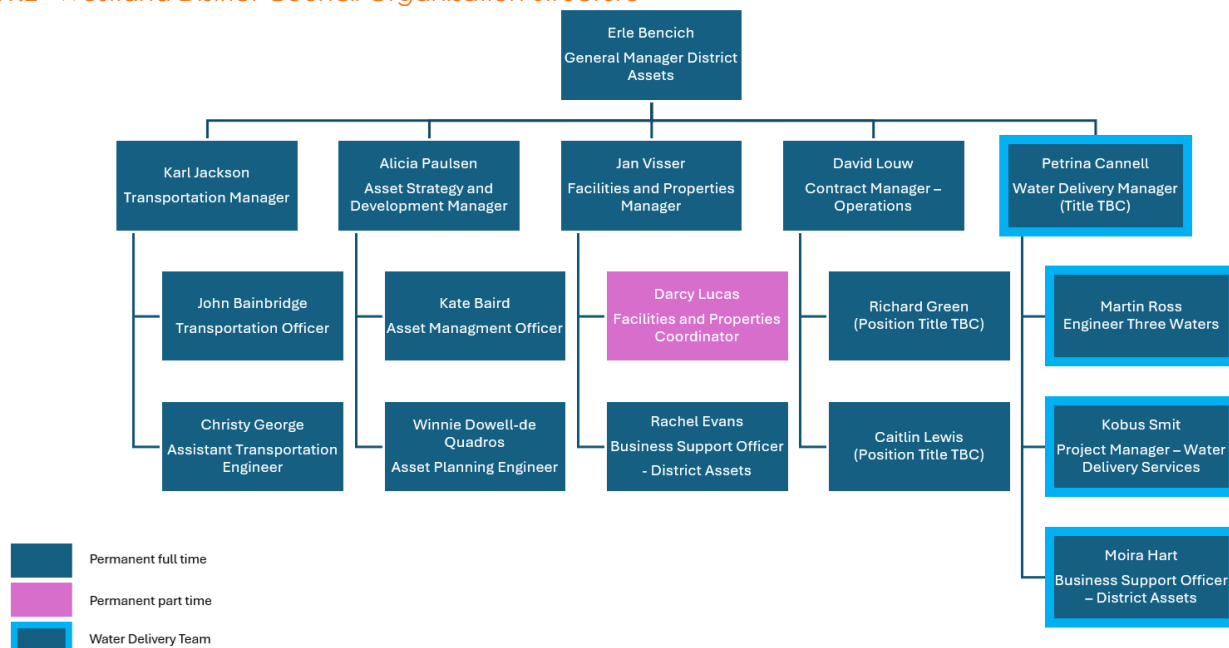 Westland District Council Organisation structure
Erle Bencich
General Manager District
Assets
Karl Jackson
Transportation Manager
Alicia Paulsen
Asset Strategy and
Development Manager
Jan Visser
Facilities and Properties
Manager
David Louw
Contract Manager –
Operations
Petrina Cannell
Water Delivery Manager
(Title TBC)
John Bainbridge
Transportation Officer
Kate Baird
Asset Managment Officer
Darcy Lucas
Facilities and Properties
Coordinator
Richard Green
(Position Title TBC)
Martin Ross
Engineer Three Waters
Christy George
Assistant Transportation
Engineer
Winnie Dowell-de
Quadros
Asset Planning Engineer
Rachel Evans
Business Support Officer
- District Assets
Caitlin Lewis
(Position Title TBC)
Kobus Smit
Project Manager – Water
Delivery Services
Moira Hart
Business Support Officer
– District Assets
Permanent full time
Permanent part time
Water Delivery Team